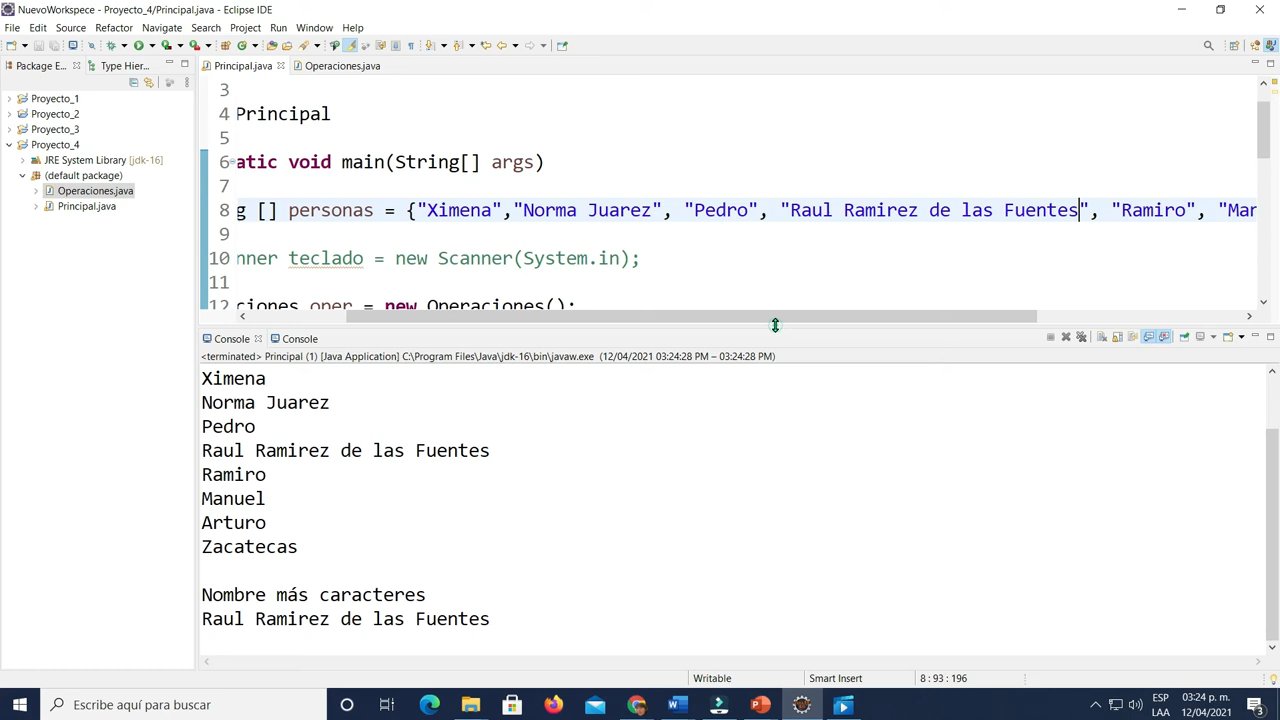 NuevoWorkspece - Proyecto_4/Principal.java - Eclipse IDE
File Edit Source Refactor Navigate Search Project Run Window Help
Package E... Type Hier...
Principal.java Operaciones.java
Proyecto_1
Proyecto_2
Proyecto_3
Proyecto_4
JRE System Library [jdk-16]
(default package)
Operaciones.java
Principal.java
3
4 Principal
5
6 atic void main(String[] args)
7
8 g [] personas = {"Ximena","Norma Juarez", "Pedro", "Raul Ramirez de las Fuentes", "Ramiro", "Mar
9
10 nner teclado = new Scanner(System.in);
11
12 ciones oper = new Operaciones();
Console Console
<terminated> Principal (1) [Java Application] C:\Program Files\Java\jdk-16\bin\javaw.exe (12/04/2021 03:24:28 PM – 03:24:28 PM)
Ximena
Norma Juarez
Pedro
Raul Ramirez de las Fuentes
Ramiro
Manuel
Arturo
Zacatecas
Nombre más caracteres
Raul Ramirez de las Fuentes
Writable Smart Insert 8 : 93 : 196
Escribe aquí para buscar
ESP 03:24 p. m.
LAA 12/04/2021 3